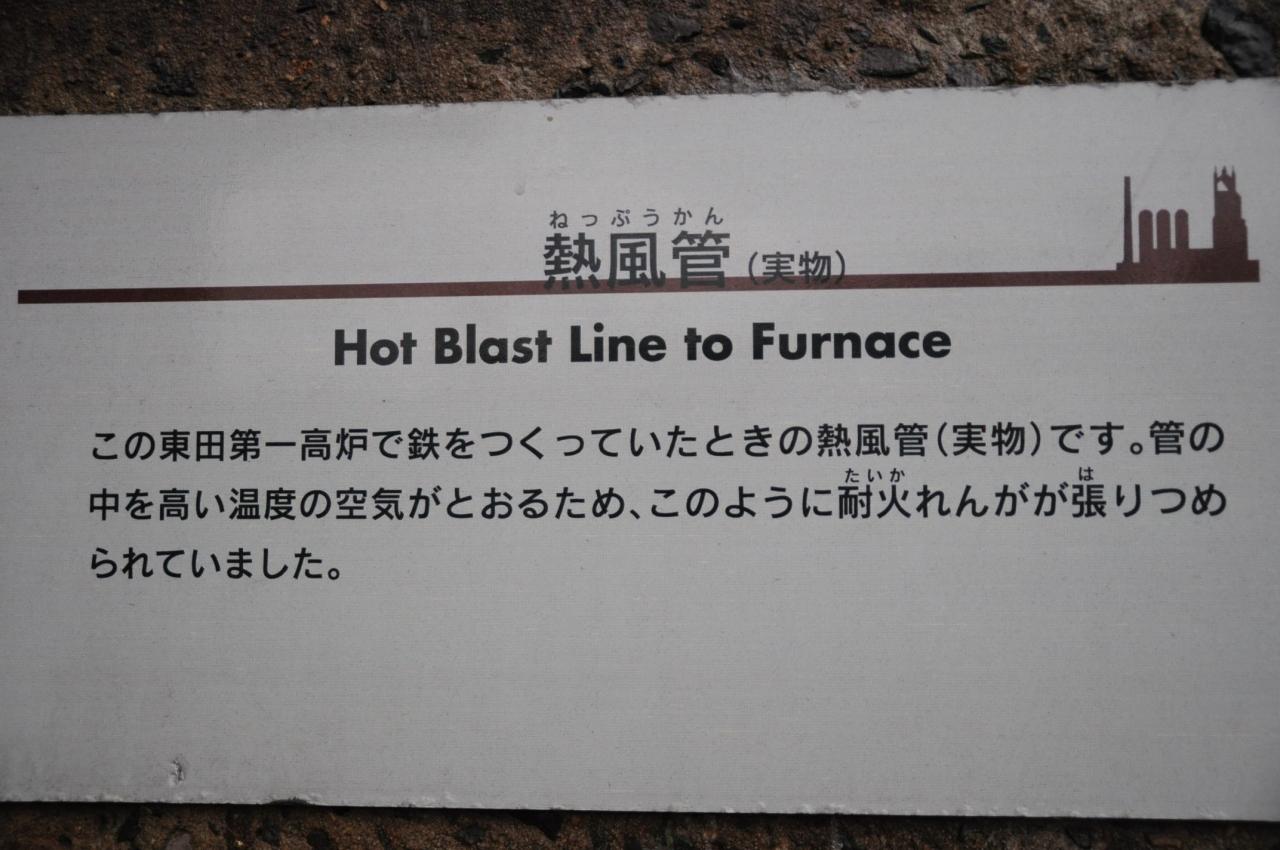 ねっぷうかん
熱風管(実物)
Hot Blast Line to Furnace
この東田第一高炉で鉄をつくっていたときの熱風管(実物)です。管の
たいか は
中を高い温度の空気がとおるため、このように耐火れんがが張りつめ
られていました。